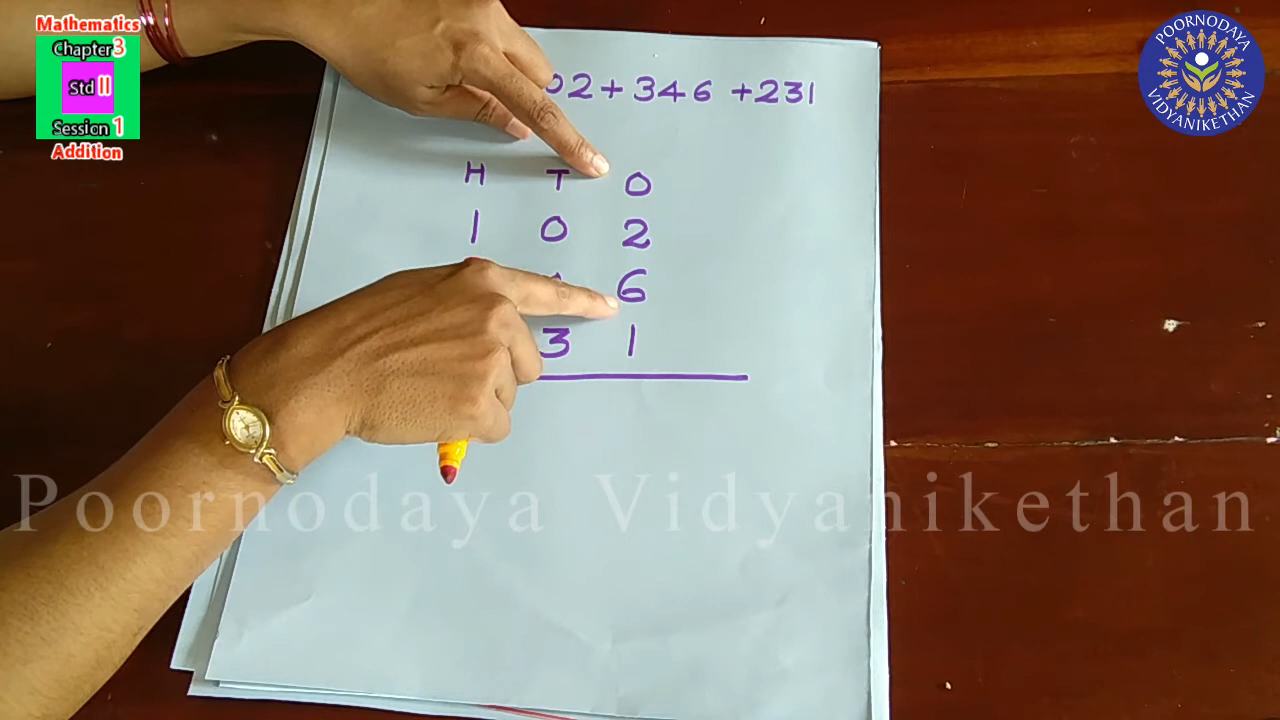 Mathematics
Chapter 3
Std II
Session 1
Addition
POORNODAYA
VIDYANIKETHAN
02 + 346 + 231
H T O
1 0 2
6
3 1
Poornodaya Vidyanikethan